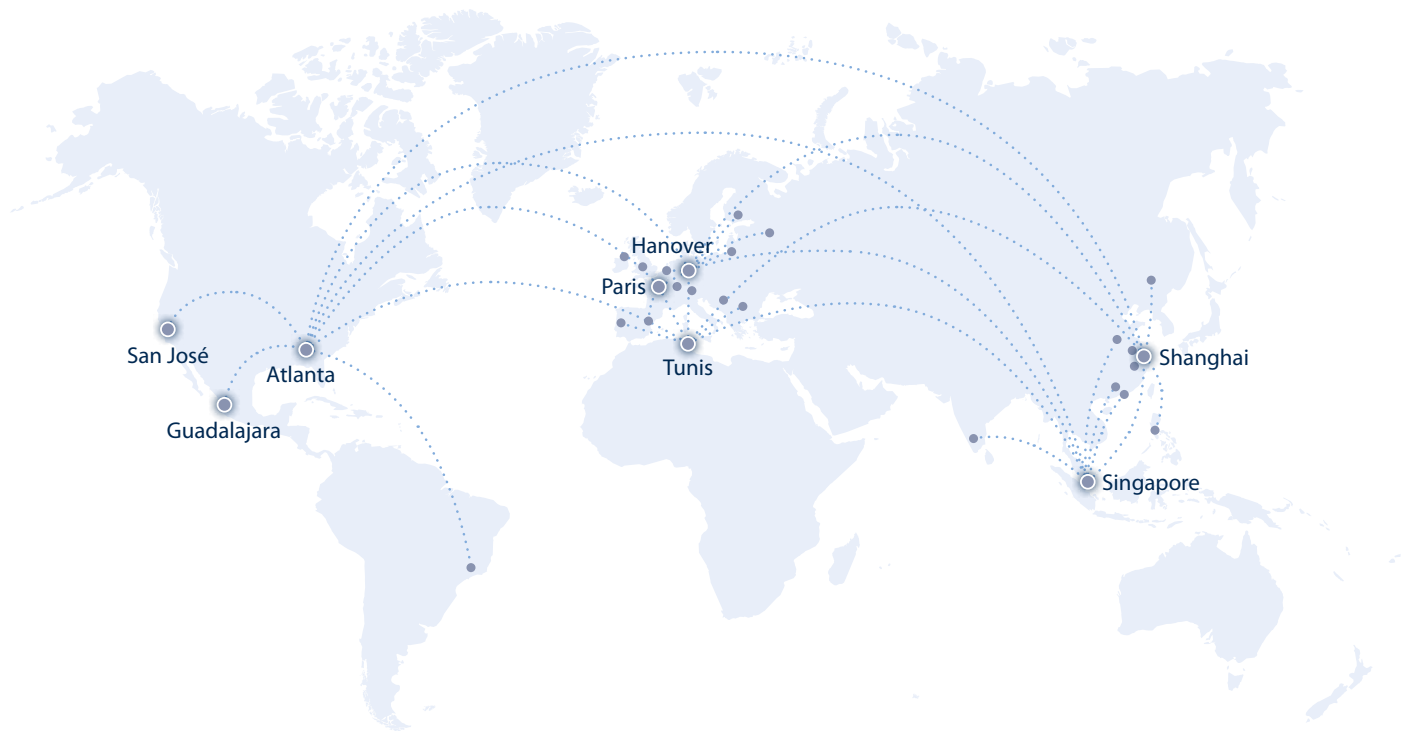 Hanover
Paris
San José
Atlanta
Tunis
Shanghai
Guadalajara
Singapore